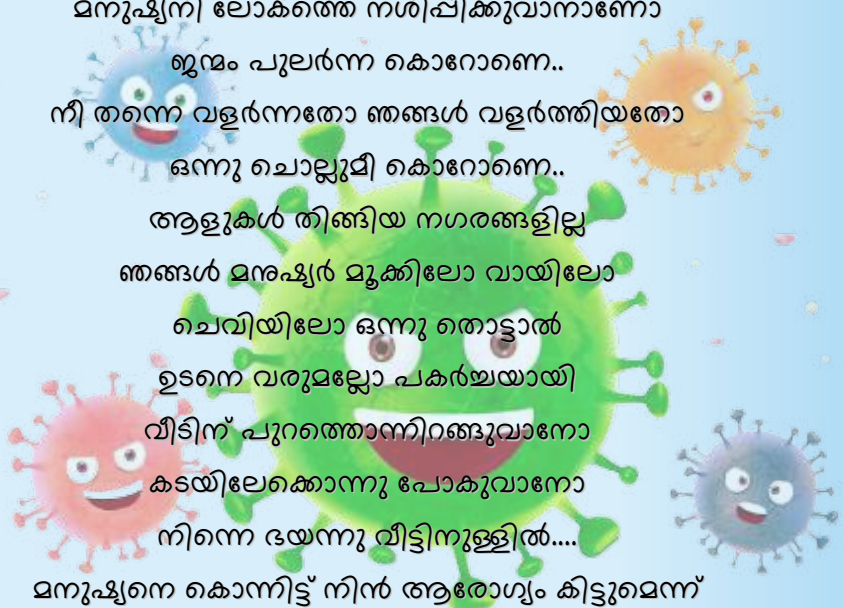 മനുഷ്യനി ലോകത്തെ നശിപ്പിക്കുവാനാണോ
ജന്മം പുലർന്ന കൊറോണെ..
നീ തന്നെ വളർന്നതോ ഞങ്ങൾ വളർത്തിയതോ
ഒന്നു ചൊല്ലുമീ കൊറോണെ..
ആളുകൾ തിങ്ങിയ നഗരങ്ങളില്ല
ഞങ്ങൾ മനുഷ്യർ മൂക്കിലോ വായിലോ
ചെവിയിലോ ഒന്നു തൊട്ടാൽ
ഉടനെ വരുമല്ലോ പകർച്ചയായി
വീടിന് പുറത്തൊന്നിറങ്ങുവാനോ
കടയിലേക്കൊന്നു പോകുവാനോ
നിന്നെ ഭയന്നു വീട്ടിനുള്ളിൽ....
മനുഷ്യനെ കൊന്നിട്ട് നിൻ ആരോഗ്യം കിട്ടുമെന്ന്